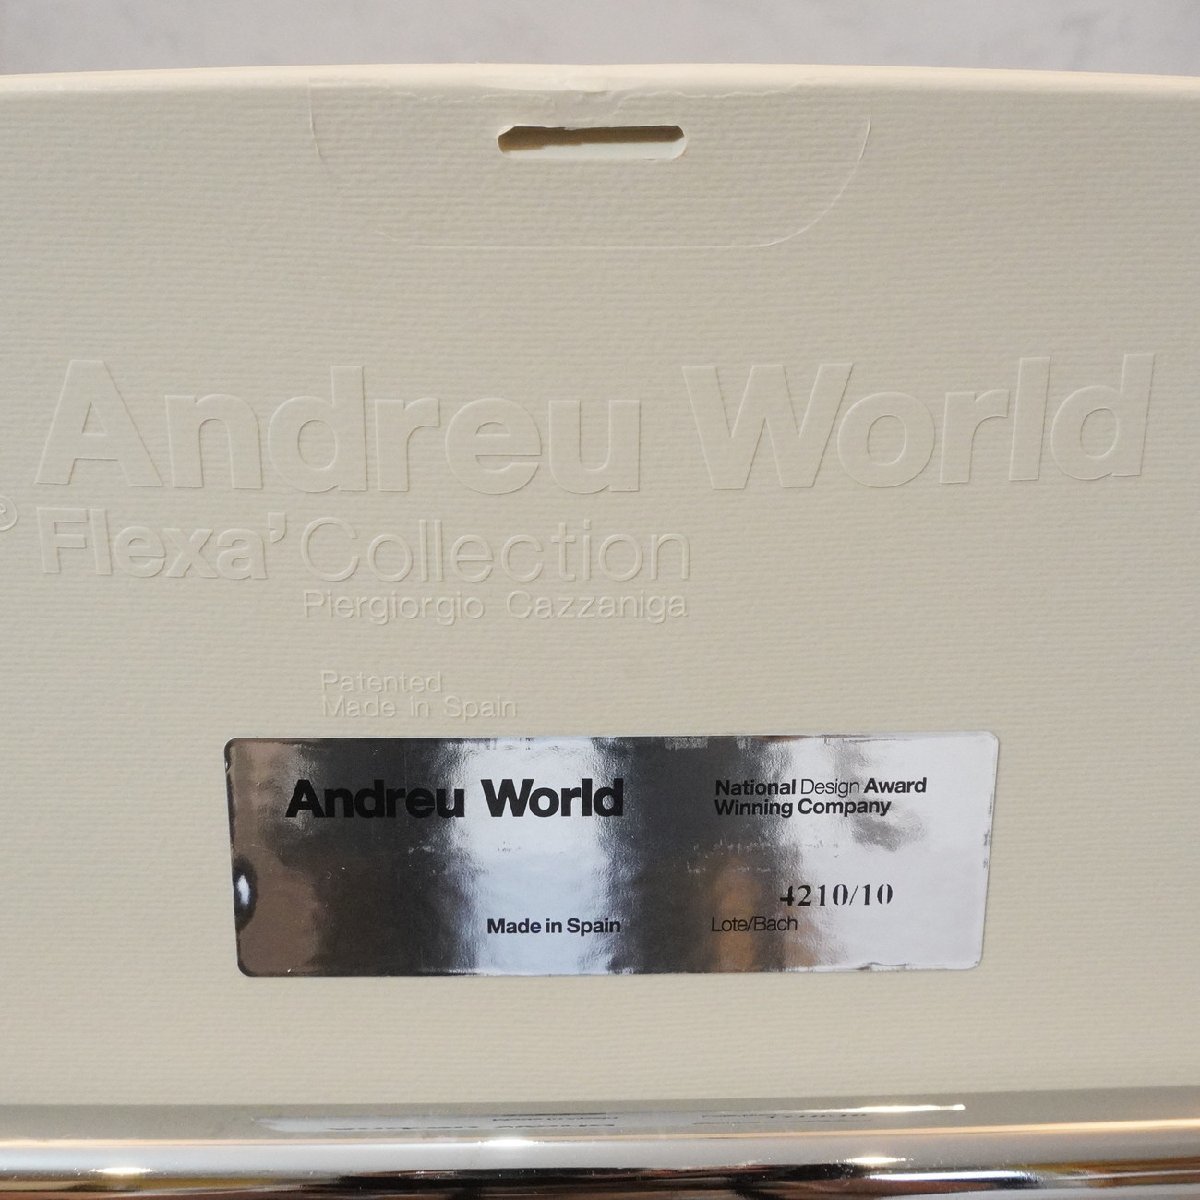 Andreu World
® Flexa' Collection
Piergiorgio Cazzaniga
Patented
Made in Spain
Andreu World
National Design Award
Winning Company
4210/10
Made in Spain
Lote/Bach